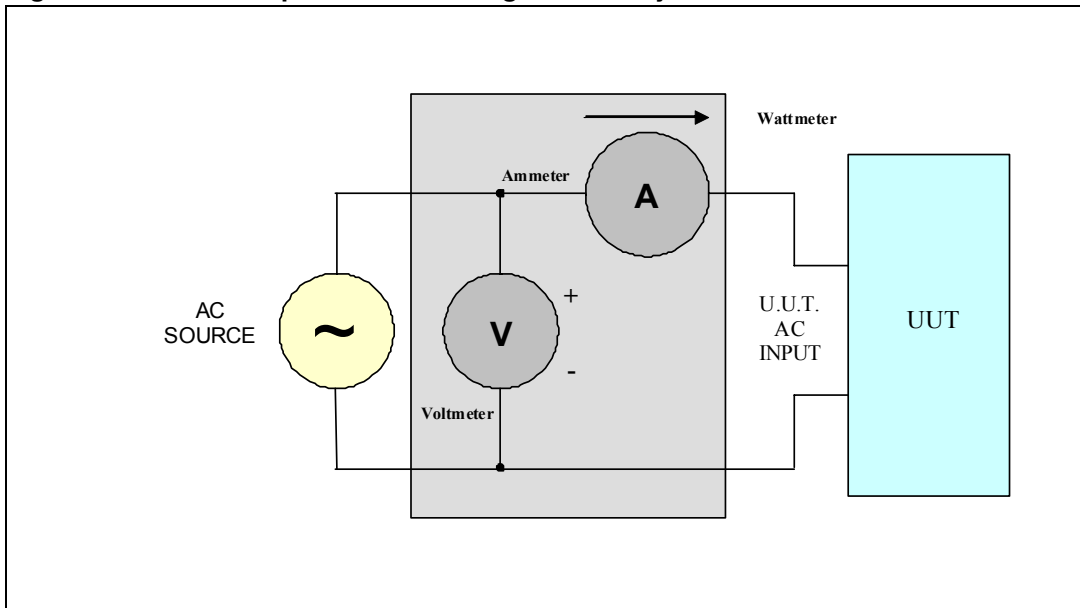 Wattmeter
Ammeter
A
AC
SOURCE
~
V
+
-
Voltmeter
U.U.T.
AC
INPUT
UUT